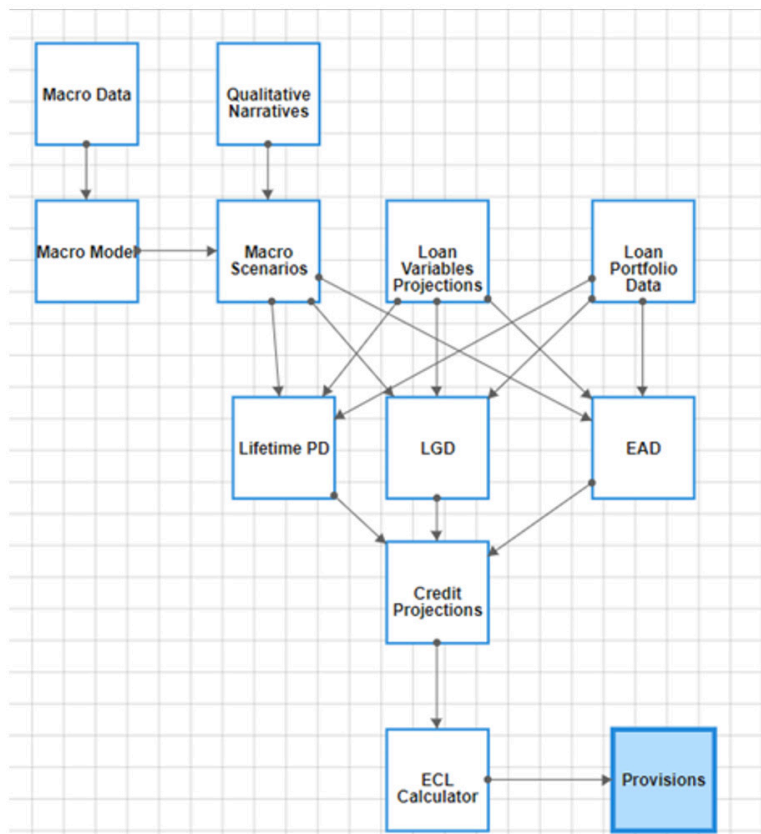 Macro Data
Qualitative
Narratives
Macro Model
Macro
Scenarios
Loan
Variables
Projections
Loan
Portfolio
Data
Lifetime PD
LGD
EAD
Credit
Projections
ECL
Calculator
Provisions